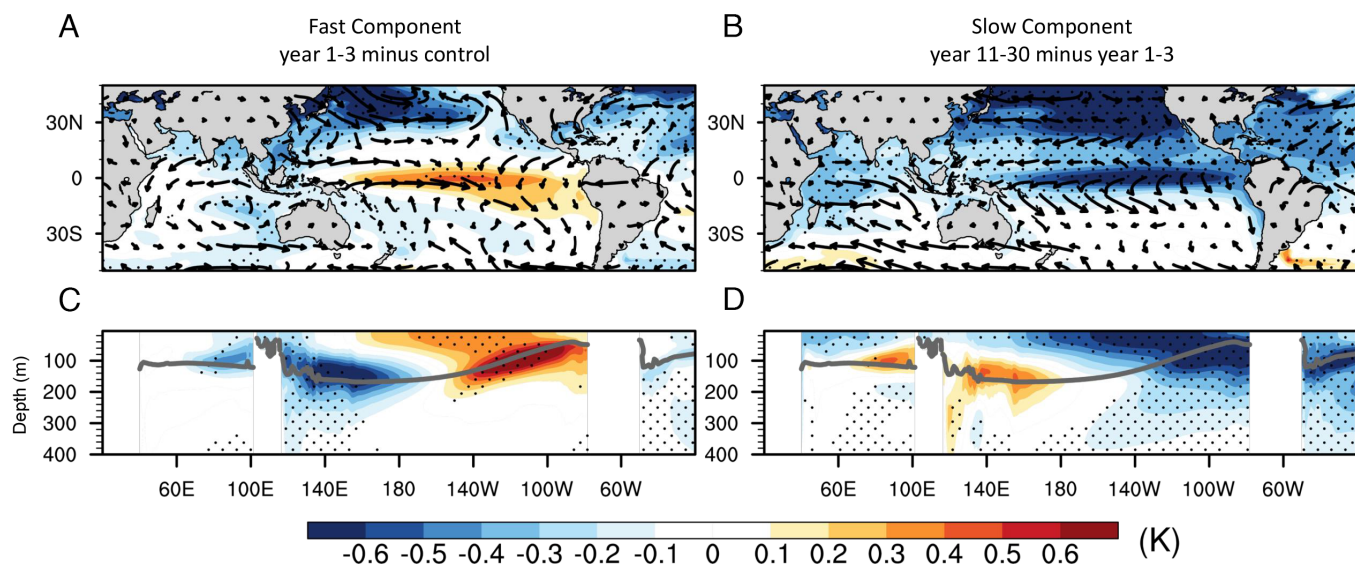 A
Fast Component
year 1-3 minus control
B
Slow Component
year 11-30 minus year 1-3
30N
0
30S
30N
0
30S
C
D
Depth (m)
100
200
300
400
100
200
300
400
60E 100E 140E 180 140W 100W 60W
60E 100E 140E 180 140W 100W 60W
-0.6 -0.5 -0.4 -0.3 -0.2 -0.1 0 0.1 0.2 0.3 0.4 0.5 0.6 (K)